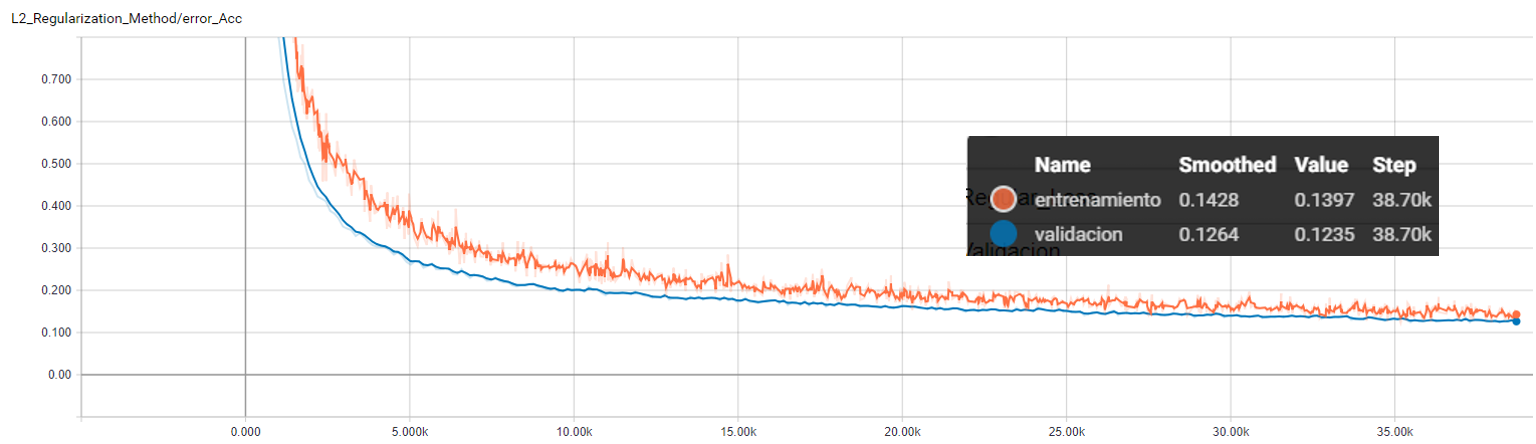 L2_Regularization_Method/error_Acc
0.700
0.600
0.500
0.400
0.300
0.200
0.100
0.00
0.000 5.000k 10.00k 15.00k 20.00k 25.00k 30.00k 35.00k
Name Smoothed Value Step
entrenamiento 0.1428 0.1397 38.70k
validacion 0.1264 0.1235 38.70k
Validacion